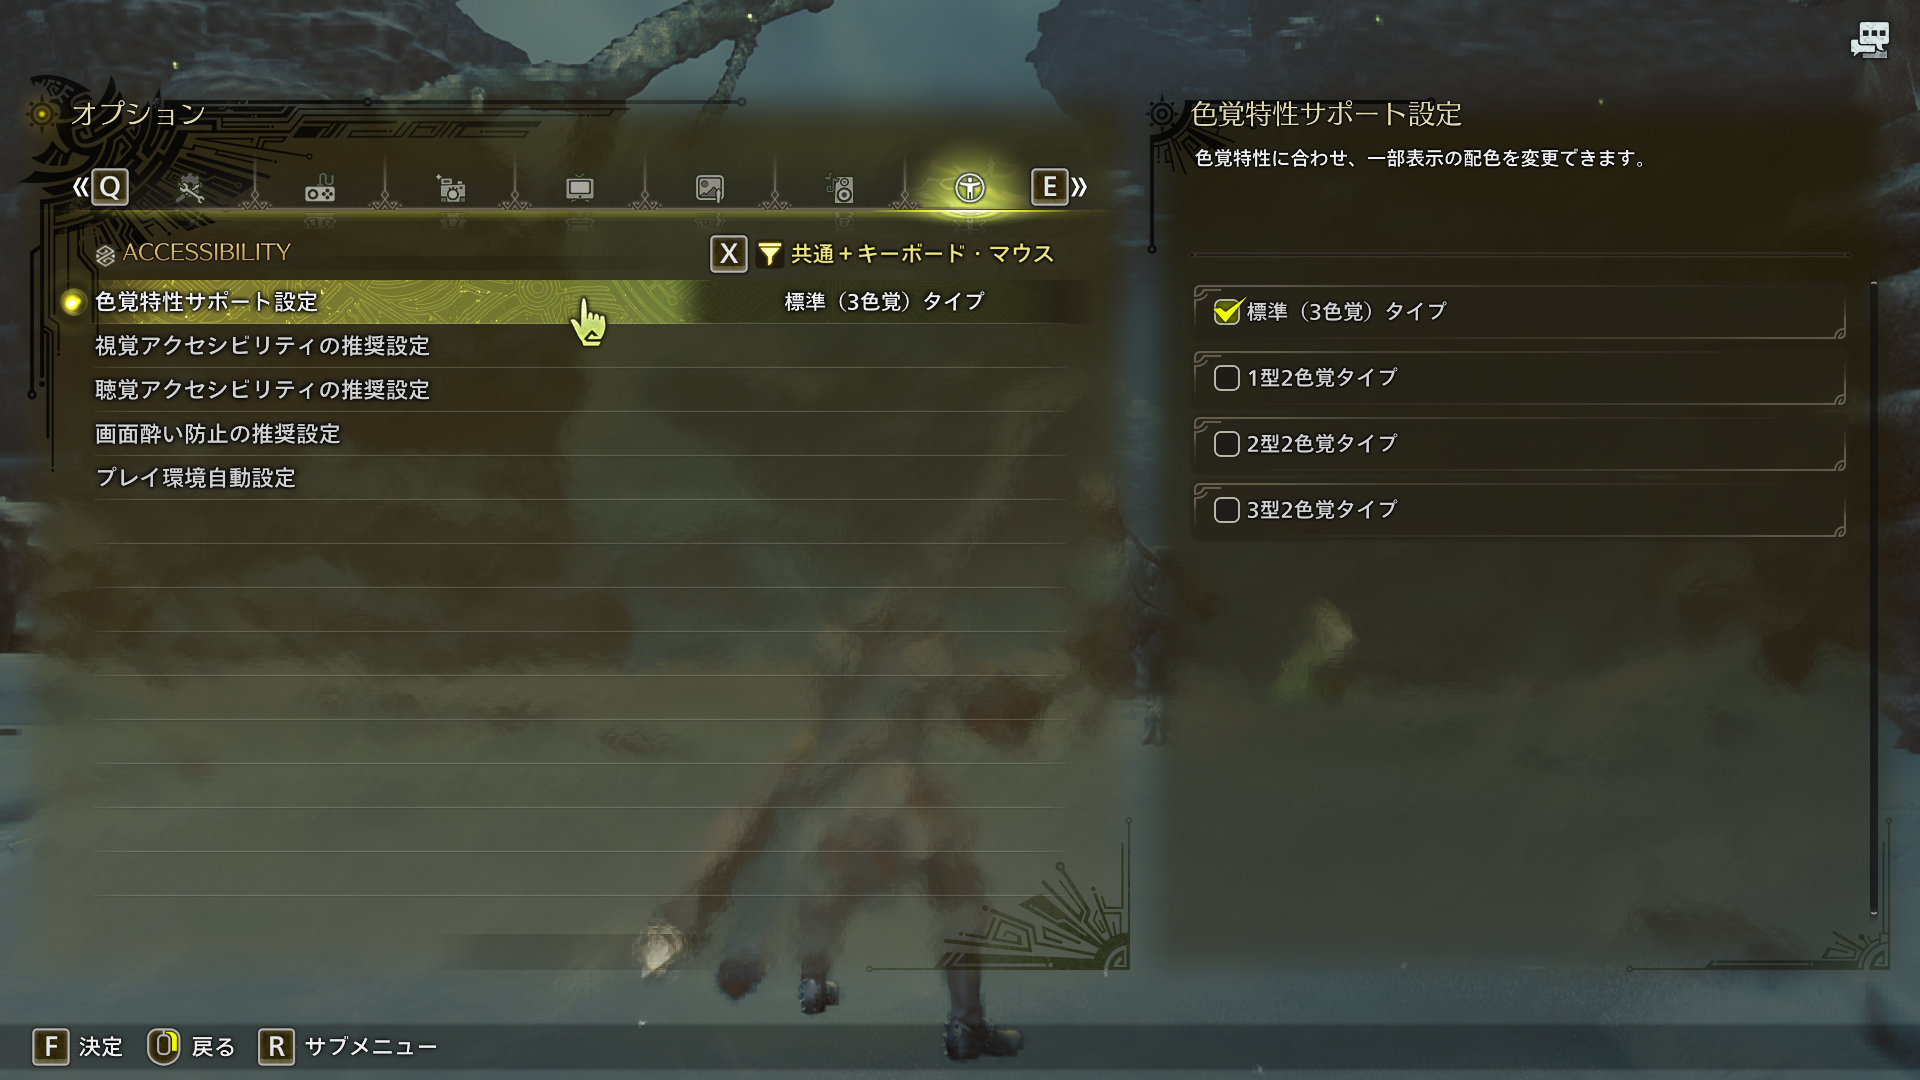 オプション
Q
E
ACCESSIBILITY
X 共通+キーボード・マウス
色覚特性サポート設定 標準（3色覚）タイプ
視覚アクセシビリティの推奨設定
聴覚アクセシビリティの推奨設定
画面酔い防止の推奨設定
プレイ環境自動設定
色覚特性サポート設定
色覚特性に合わせ、一部表示の配色を変更できます。
標準（3色覚）タイプ
1型2色覚タイプ
2型2色覚タイプ
3型2色覚タイプ
F 決定 戻る R サブメニュー